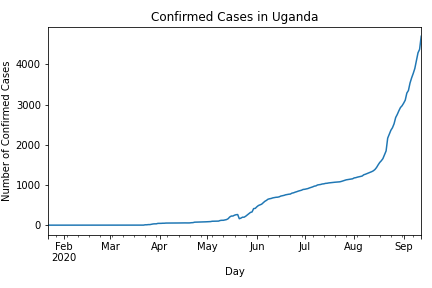 Confirmed Cases in Uganda
Number of Confirmed Cases
4000
3000
2000
1000
0
Feb Mar Apr May Jun Jul Aug Sep
2020
Day